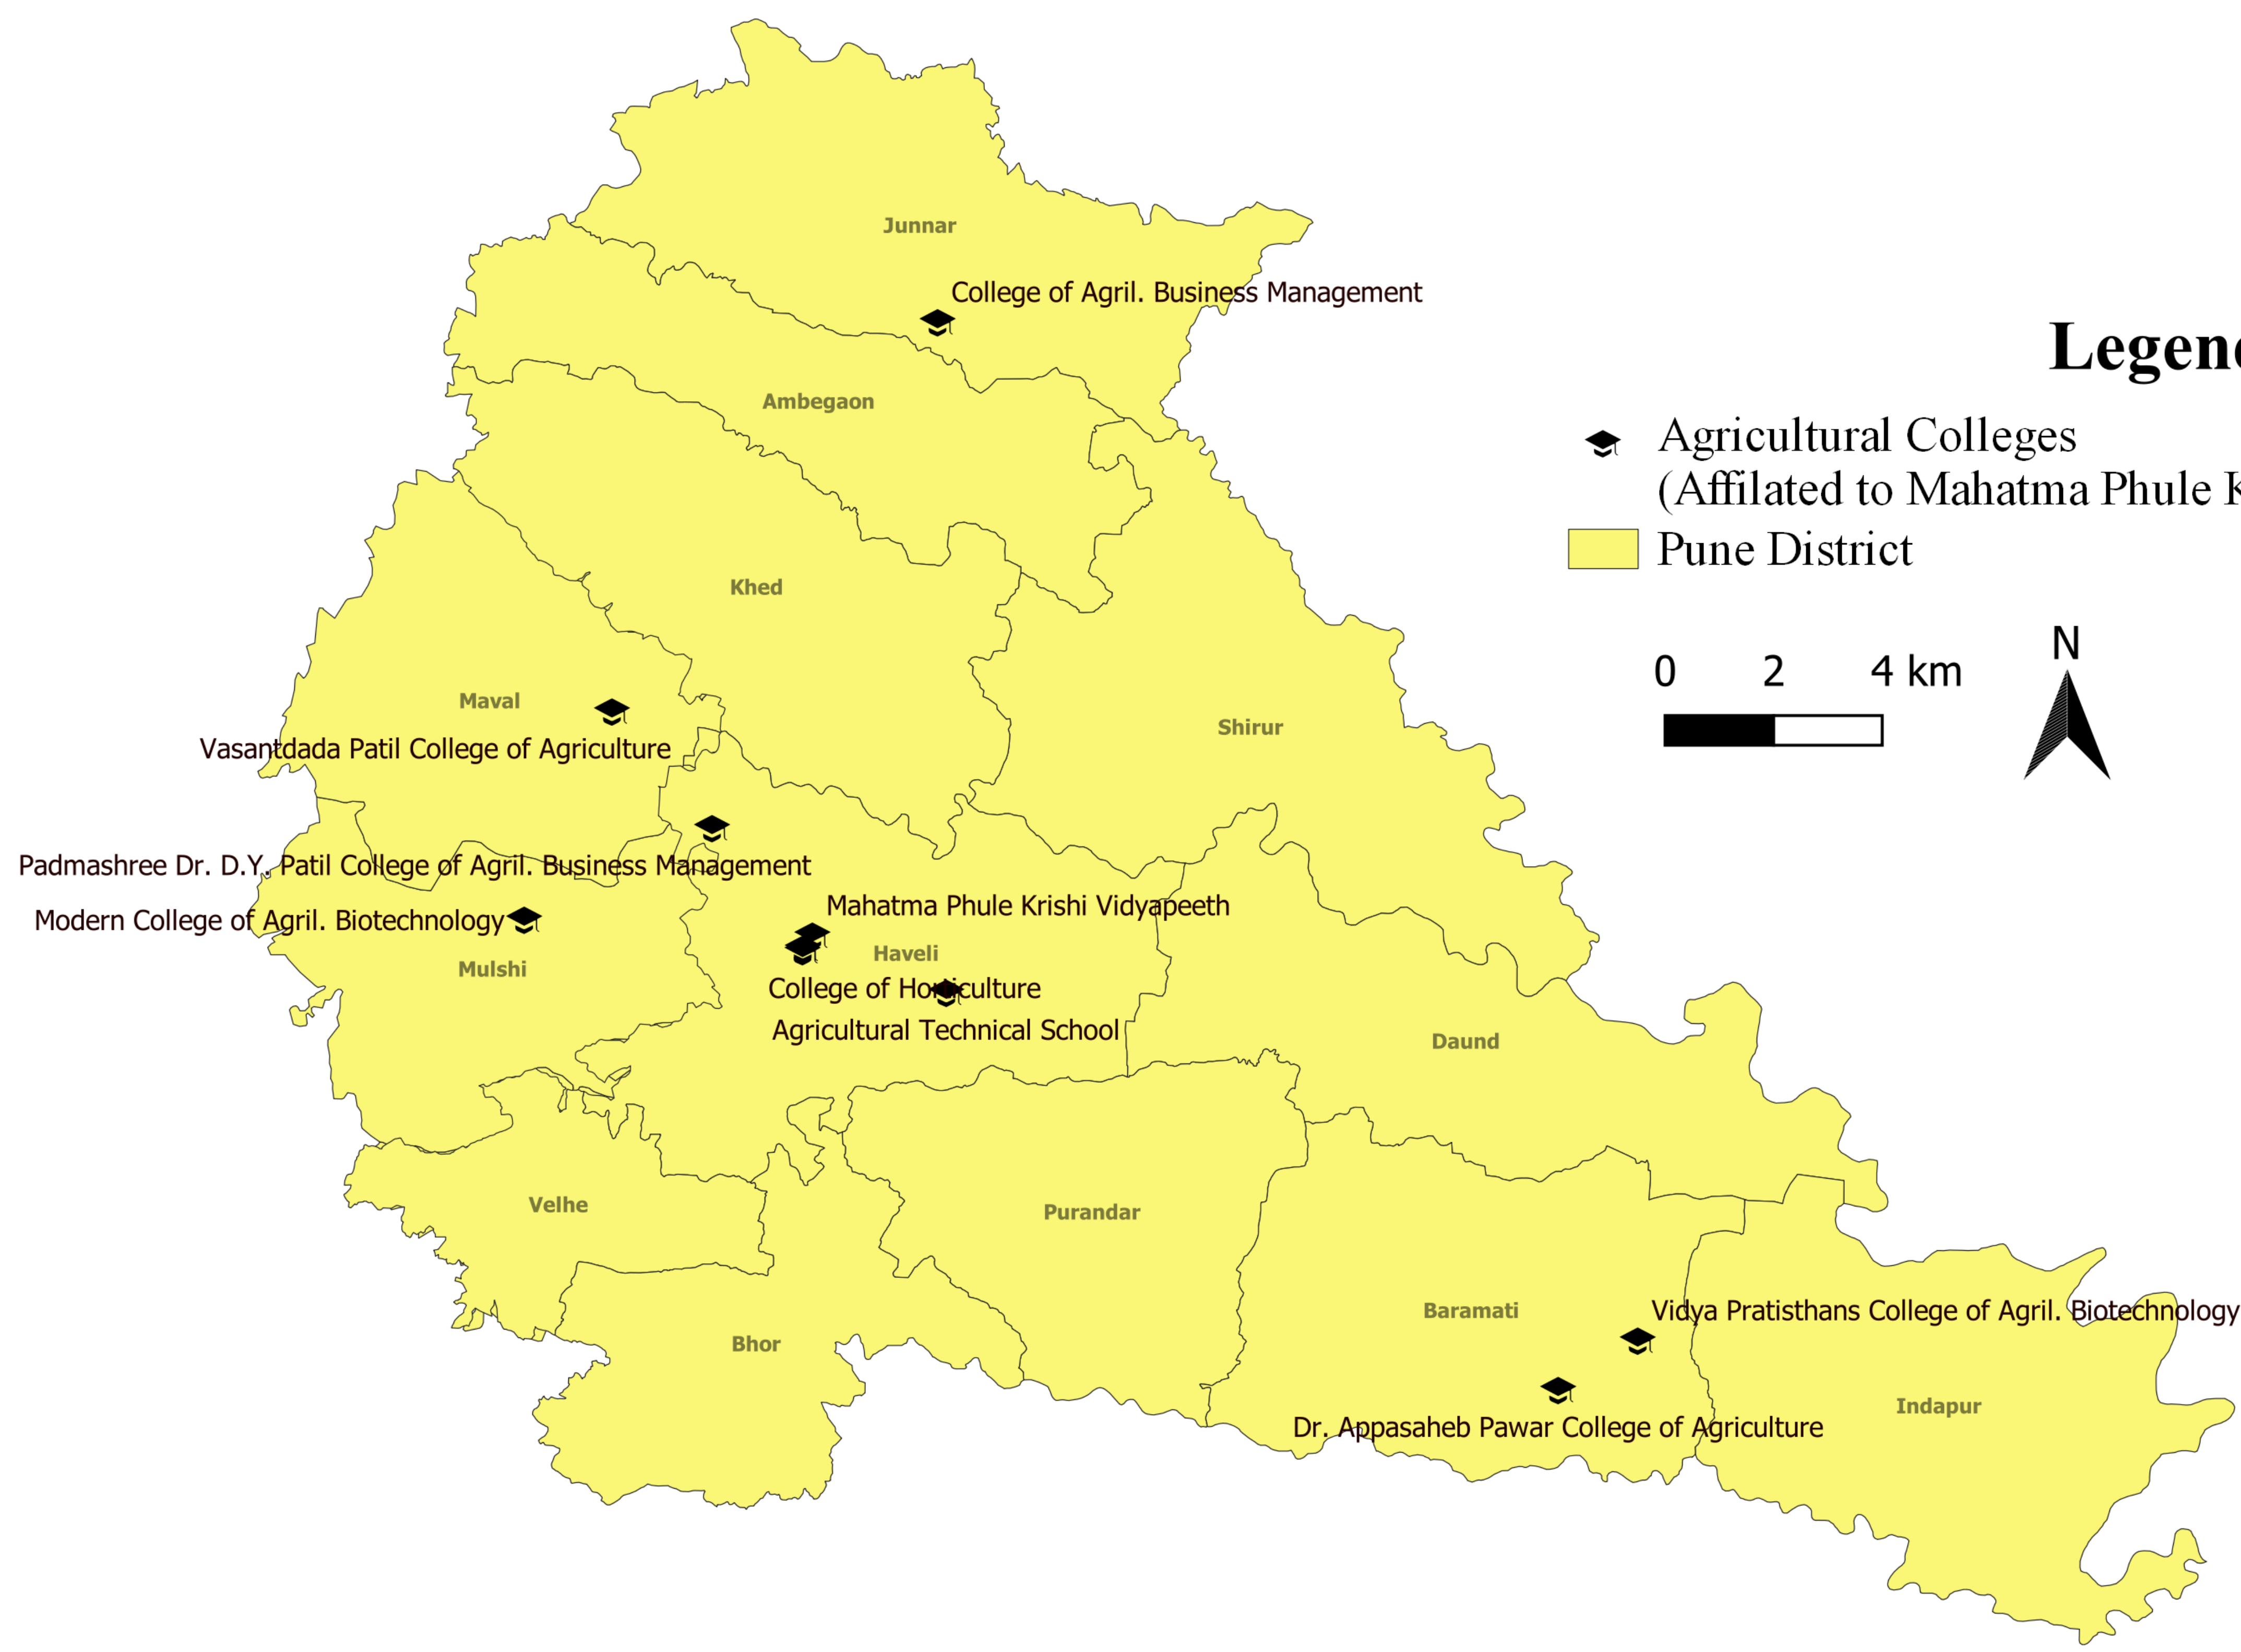 Junnar
College of Agril. Business Management
Legen
Ambegaon
Agricultural Colleges
(Affilated to Mahatma Phule K
Pune District
Khed
N
0 2 4 km
Maval
Shirur
Vasantdada Patil College of Agriculture
Padmashree Dr. D.Y. Patil College of Agril. Business Management
Mahatma Phule Krishi Vidyapeeth
Modern College of Agril. Biotechnology
Haveli
Mulshi
College of Horticulture
Agricultural Technical School
Daund
Velhe
Purandar
Baramati
Vidya Pratisthans College of Agril. Biotechnology
Bhor
Indapur
Dr. Appasaheb Pawar College of Agriculture